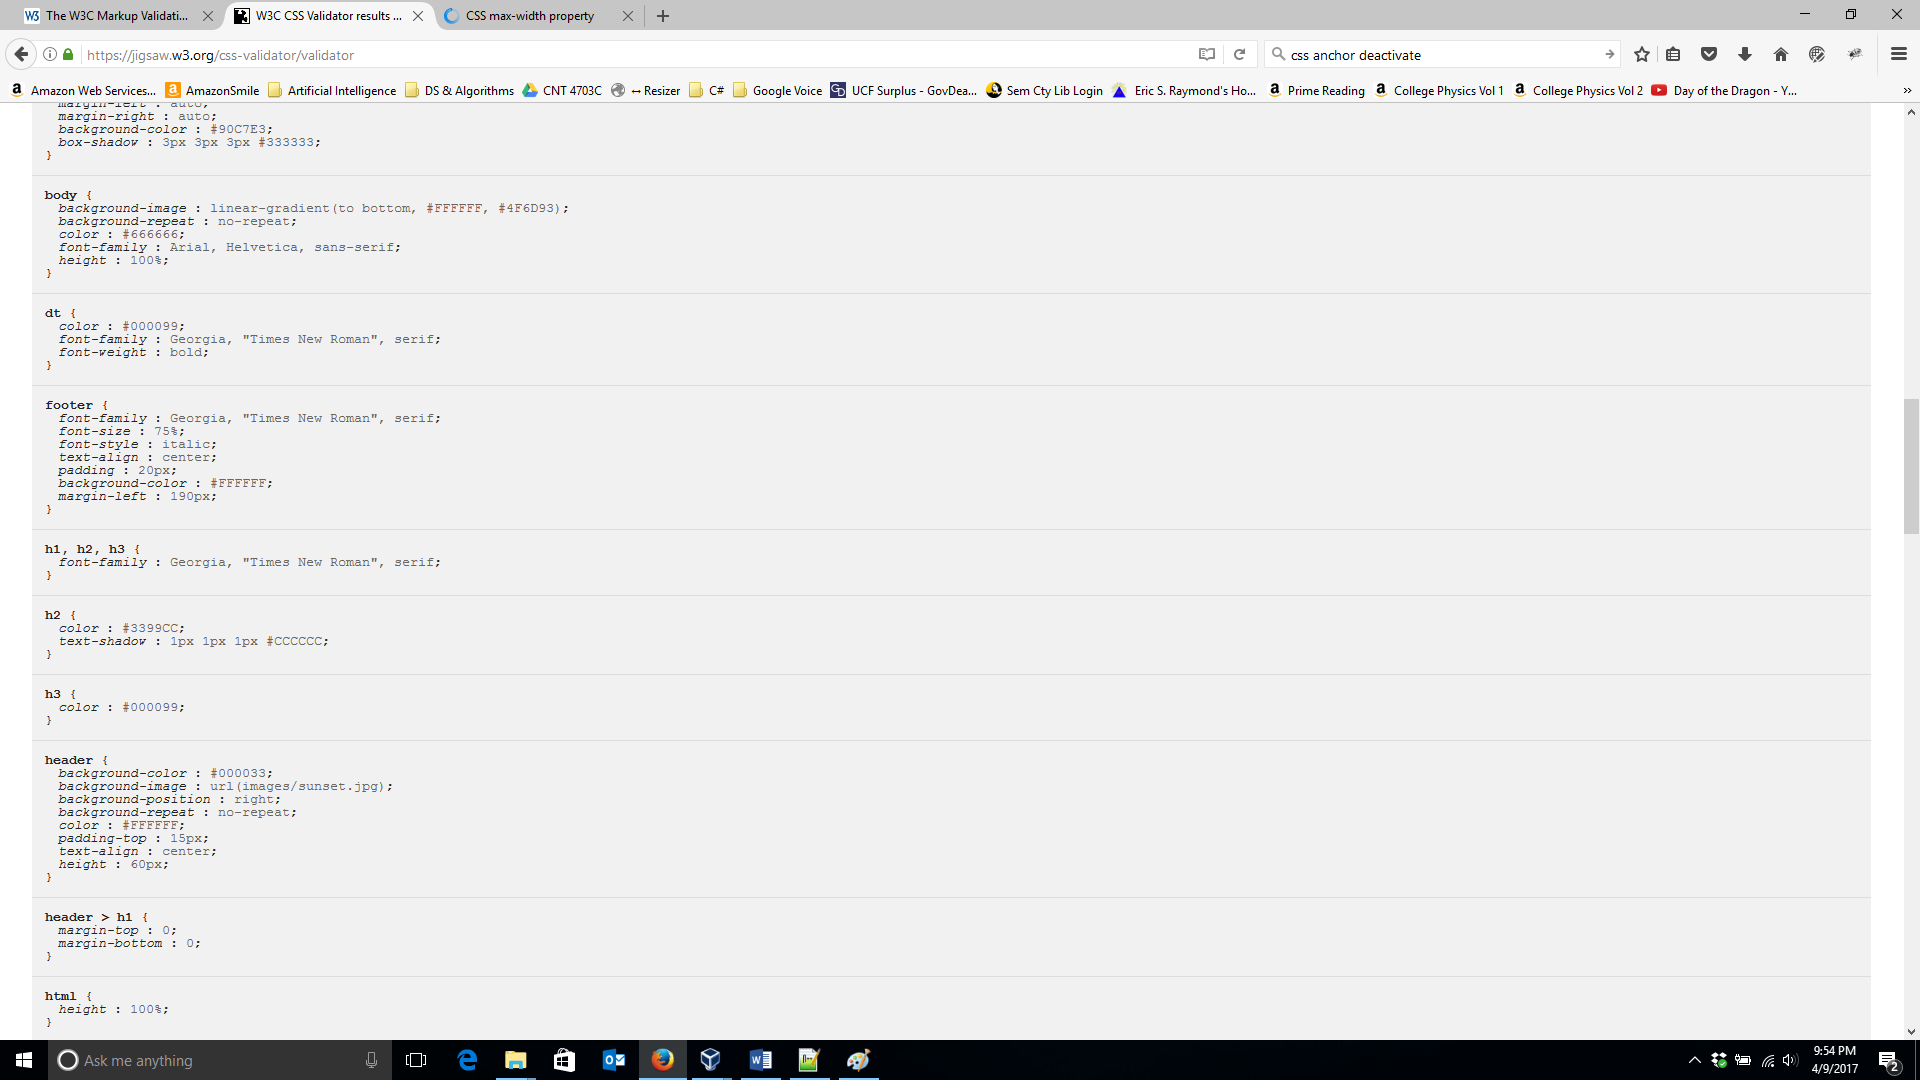 The W3C Markup Validati...
W3C CSS Validator results ...
CSS max-width property
https://jigsaw.w3.org/css-validator/validator
css anchor deactivate
Amazon Web Services...
AmazonSmile
Artificial Intelligence
DS & Algorithms
CNT 4703C
↔ Resizer
C#
Google Voice
UCF Surplus - GovDea...
Sem Cty Lib Login
Eric S. Raymond's Ho...
Prime Reading
College Physics Vol 1
College Physics Vol 2
Day of the Dragon - Y...
margin-left : auto;
margin-right : auto;
background-color : #90C7E3;
box-shadow : 3px 3px 3px #333333;
}
body {
background-image : linear-gradient(to bottom, #FFFFFF, #4F6D93);
background-repeat : no-repeat;
color : #666666;
font-family : Arial, Helvetica, sans-serif;
height : 100%;
}
dt {
color : #000099;
font-family : Georgia, "Times New Roman", serif;
font-weight : bold;
}
footer {
font-family : Georgia, "Times New Roman", serif;
font-size : 75%;
font-style : italic;
text-align : center;
padding : 20px;
background-color : #FFFFFF;
margin-left : 190px;
}
h1, h2, h3 {
font-family : Georgia, "Times New Roman", serif;
}
h2 {
color : #3399CC;
text-shadow : 1px 1px 1px #CCCCCC;
}
h3 {
color : #000099;
}
header {
background-color : #000033;
background-image : url(images/sunset.jpg);
background-position : right;
background-repeat : no-repeat;
color : #FFFFFF;
padding-top : 15px;
text-align : center;
height : 60px;
}
header > h1 {
margin-top : 0;
margin-bottom : 0;
}
html {
height : 100%;
}
Ask me anything
9:54 PM
4/9/2017
2